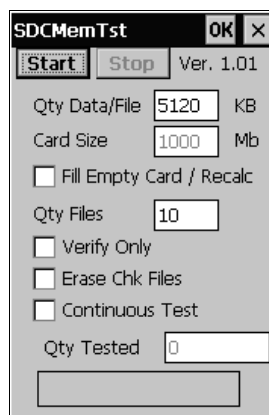 SDCMemTst OK ×
Start Stop Ver. 1.01
Qty Data/File 5120 KB
Card Size 1000 Mb
Fill Empty Card / Recalc
Qty Files 10
Verify Only
Erase Chk Files
Continuous Test
Qty Tested 0